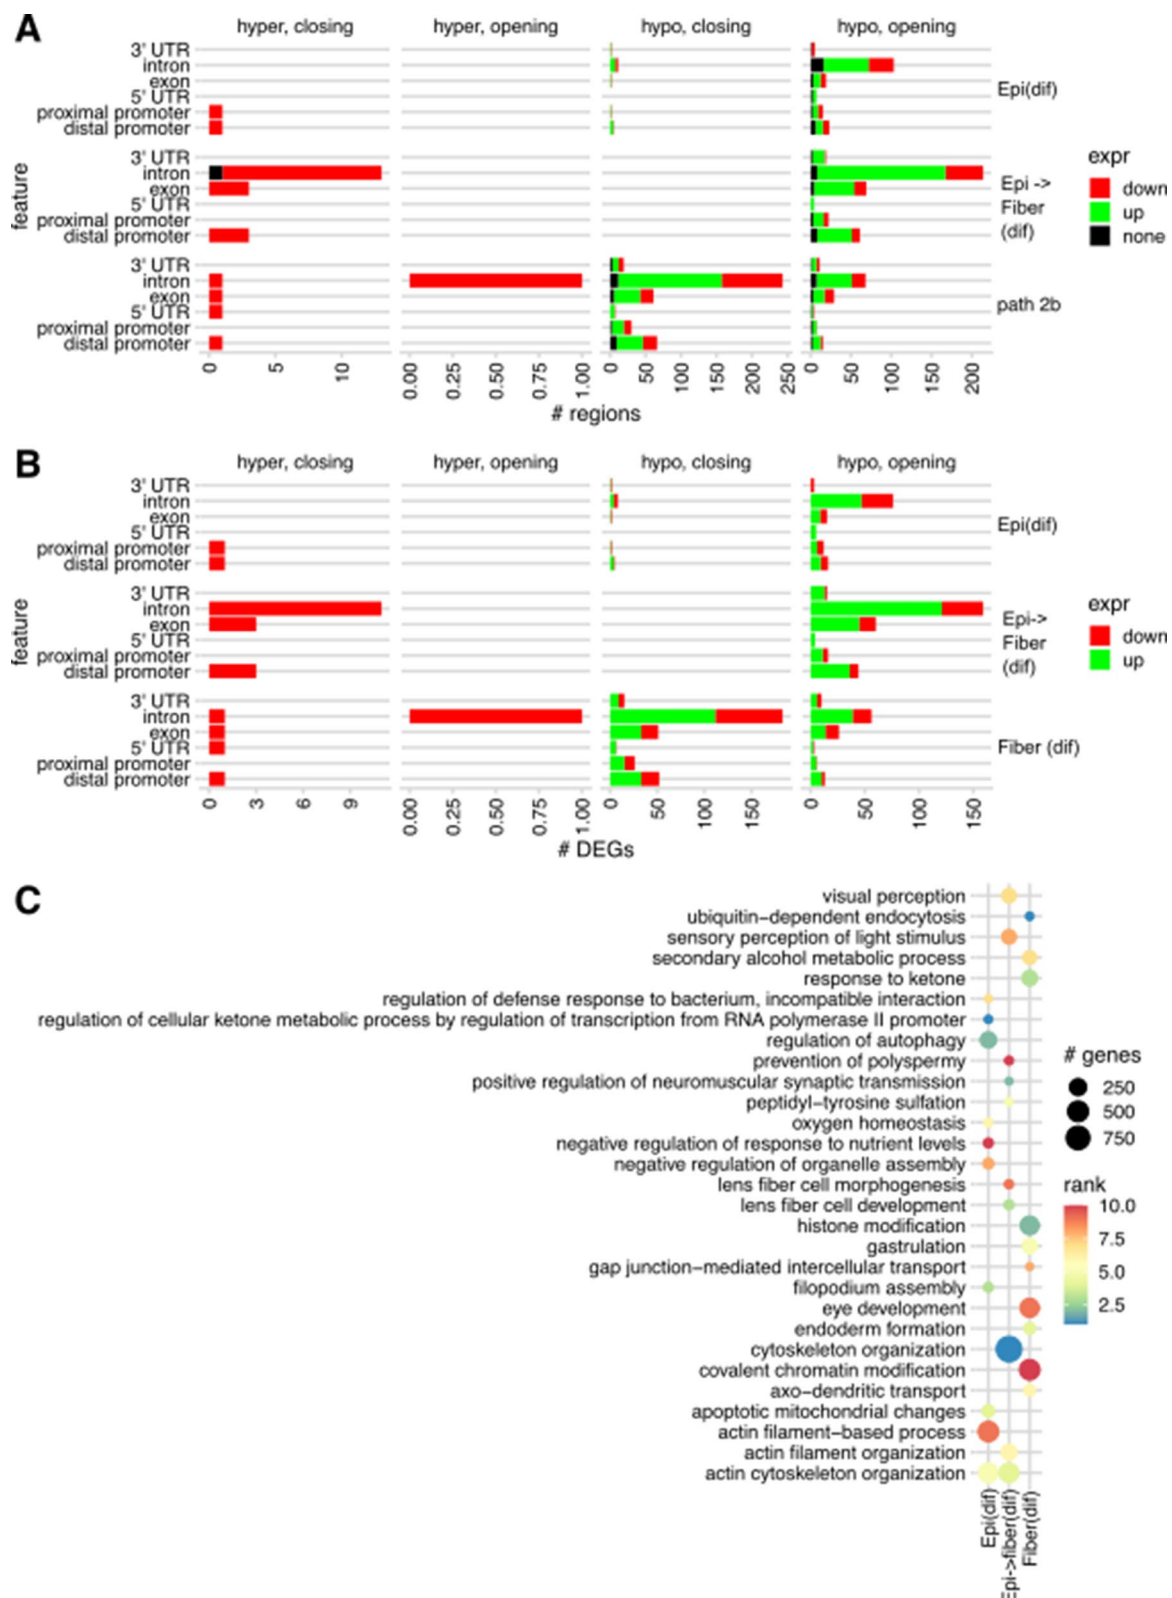 A
hyper, closing hyper, opening hypo, closing hypo, opening
3' UTR
intron
exon
5' UTR
proximal promoter
distal promoter
Epi(dif)
3' UTR
intron
exon
5' UTR
proximal promoter
distal promoter
Epi ->
Fiber
(dif)
3' UTR
intron
exon
5' UTR
proximal promoter
distal promoter
path 2b
feature
expr
down
up
none
0 5 10 0.00 0.25 0.50 0.75 1.00 0 50 100 150 200 250 0 50 100 150 200
# regions
B
hyper, closing hyper, opening hypo, closing hypo, opening
3' UTR
intron
exon
5' UTR
proximal promoter
distal promoter
Epi(dif)
3' UTR
intron
exon
5' UTR
proximal promoter
distal promoter
Epi->
Fiber
(dif)
3' UTR
intron
exon
5' UTR
proximal promoter
distal promoter
Fiber (dif)
feature
expr
down
up
0 3 6 9 0.00 0.25 0.50 0.75 1.00 0 50 100 150 0 50 100 150
# DEGs
C
visual perception
ubiquitin-dependent endocytosis
sensory perception of light stimulus
secondary alcohol metabolic process
response to ketone
regulation of defense response to bacterium, incompatible interaction
regulation of cellular ketone metabolic process by regulation of transcription from RNA polymerase II promoter
regulation of autophagy
prevention of polyspermy
positive regulation of neuromuscular synaptic transmission
peptidyl-tyrosine sulfation
oxygen homeostasis
negative regulation of response to nutrient levels
negative regulation of organelle assembly
lens fiber cell morphogenesis
lens fiber cell development
histone modification
gastrulation
gap junction-mediated intercellular transport
filopodium assembly
eye development
endoderm formation
cytoskeleton organization
covalent chromatin modification
axo-dendritic transport
apoptotic mitochondrial changes
actin filament-based process
actin filament organization
actin cytoskeleton organization
Epi(dif)
Epi->fiber(dif)
Fiber(dif)
# genes
250
500
750
rank
10.0
7.5
5.0
2.5